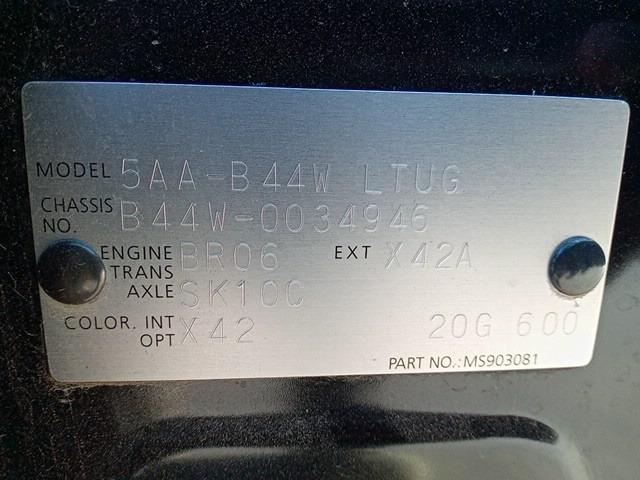 MODEL 5AA-B44W LTUG
CHASSIS NO. B44W-0034946
ENGINE BR06 EXT X42A
TRANS AXLE SK10C
COLOR. INT X42 20G 600
OPT
PART NO.:MS903081